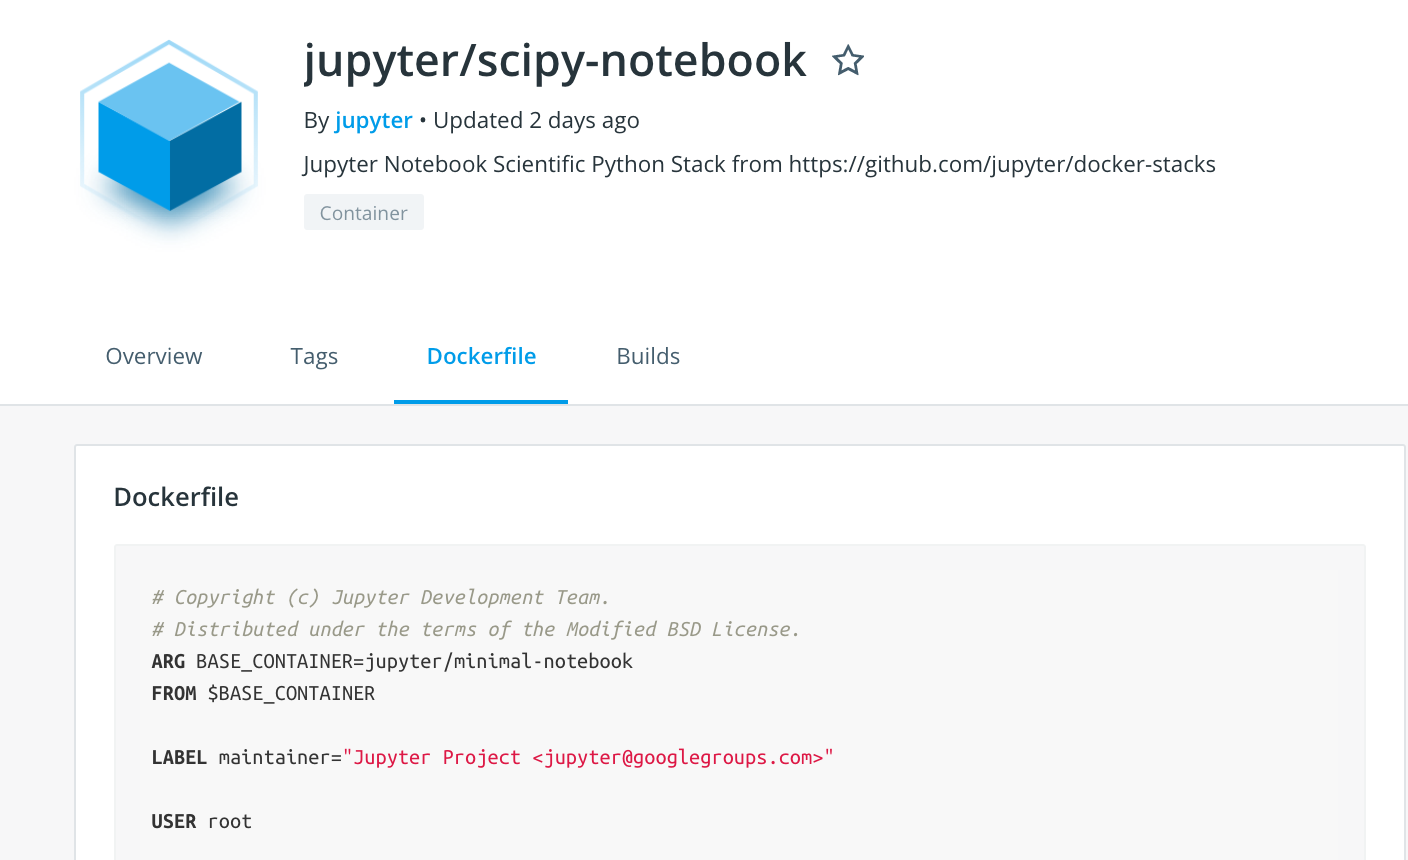 jupyter/scipy-notebook
By jupyter • Updated 2 days ago
Jupyter Notebook Scientific Python Stack from https://github.com/jupyter/docker-stacks
Container
Overview Tags Dockerfile Builds
Dockerfile
# Copyright (c) Jupyter Development Team.
# Distributed under the terms of the Modified BSD License.
ARG BASE_CONTAINER=jupyter/minimal-notebook
FROM $BASE_CONTAINER
LABEL maintainer="Jupyter Project <jupyter@googlegroups.com>"
USER root